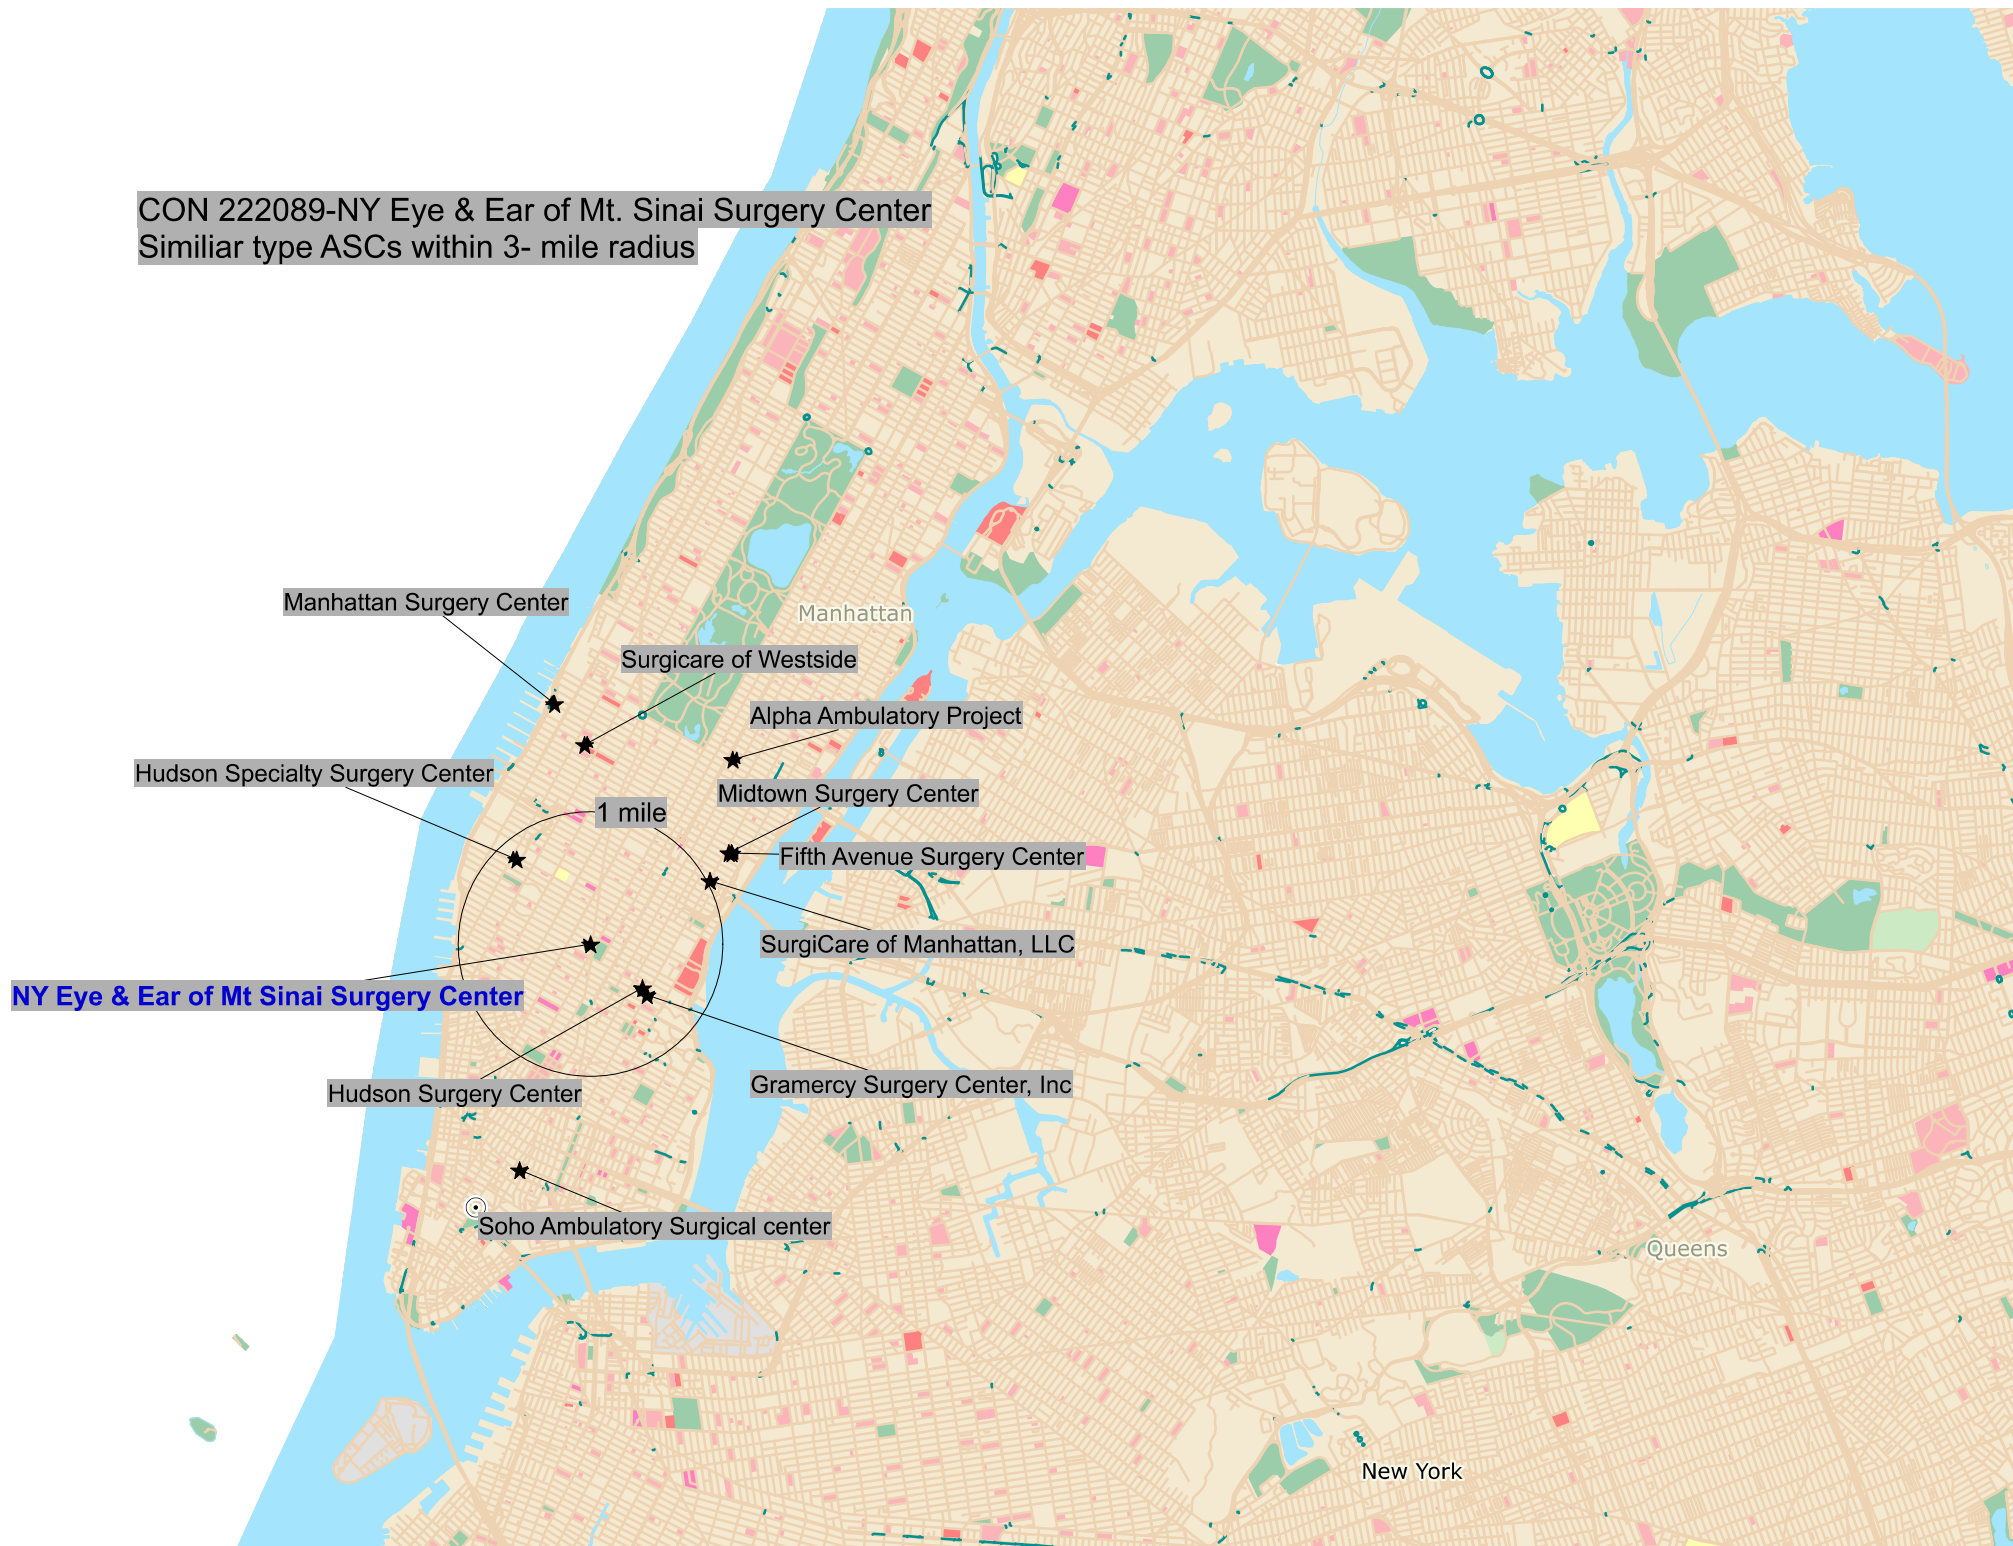 CON 222089-NY Eye & Ear of Mt. Sinai Surgery Center
Similiar type ASCs within 3- mile radius
Manhattan Surgery Center
Manhattan
Surgicare of Westside
Alpha Ambulatory Project
Hudson Specialty Surgery Center
Midtown Surgery Center
1 mile
Fifth Avenue Surgery Center
SurgiCare of Manhattan, LLC
NY Eye & Ear of Mt Sinai Surgery Center
Gramercy Surgery Center, Inc
Hudson Surgery Center
Soho Ambulatory Surgical center
Queens
New York